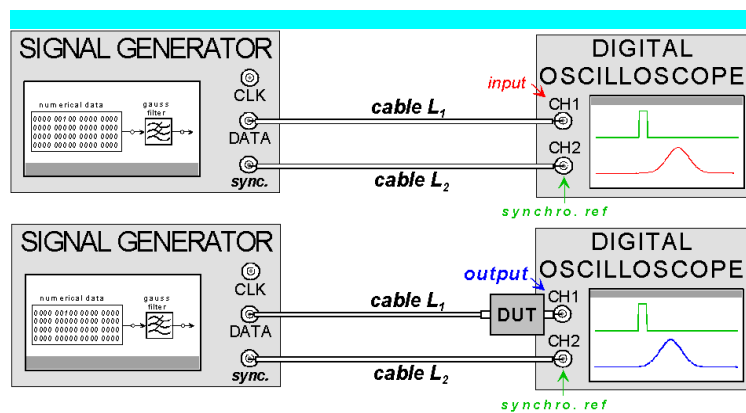 SIGNAL GENERATOR
numerical data
gauss
filter
0000 00100 0000 0000
0000 0000 0000 0000
0000 0000 0000 0000
0000 00000 0000 0000
CLK
DATA
sync.
cable L1
cable L2
DIGITAL
OSCILLOSCOPE
input
CH1
CH2
synchro. ref
SIGNAL GENERATOR
numerical data
gauss
filter
0000 00100 0000 0000
0000 0000 0000 0000
0000 0000 0000 0000
0000 00000 0000 0000
CLK
DATA
sync.
cable L1
cable L2
DUT
DIGITAL
OSCILLOSCOPE
output
CH1
CH2
synchro. ref